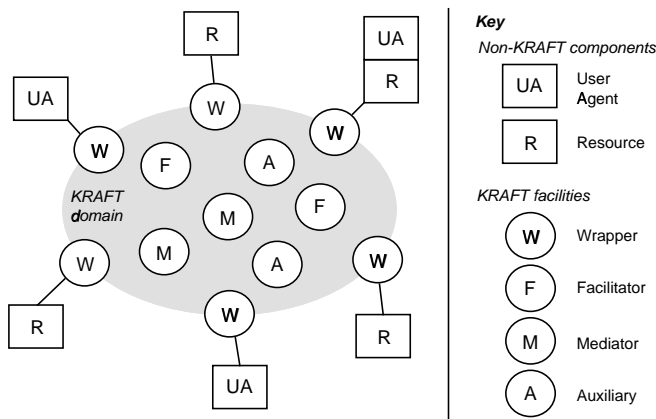 R
UA
R
UA
W
W
W
F
A
KRAFT
domain
M
F
W
M
A
W
W
R
R
UA
Key
Non-KRAFT components
UA
User
Agent
R
Resource
KRAFT facilities
W
Wrapper
F
Facilitator
M
Mediator
A
Auxiliary